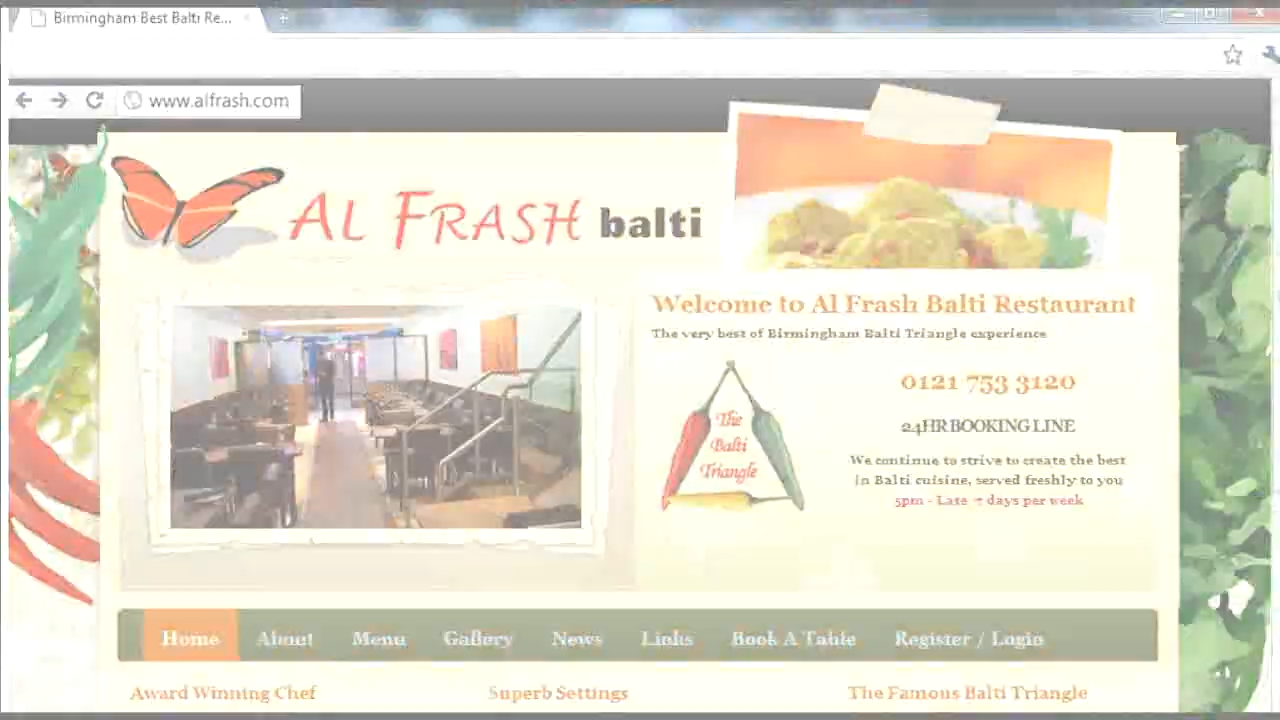 Birmingham Best Balti Re...
www.alfrash.com
AL FRASH balti
Welcome to Al Frash Balti Restaurant
The very best of Birmingham Balti Triangle experience
0121 753 3120
The
Balti
Triangle
24HR BOOKING LINE
We continue to strive to create the best
in Balti cuisine, served freshly to you
5pm - Late 7 days per week
Home About Menu Gallery News Links Book A Table Register / Login
Award Winning Chef Superb Settings The Famous Balti Triangle